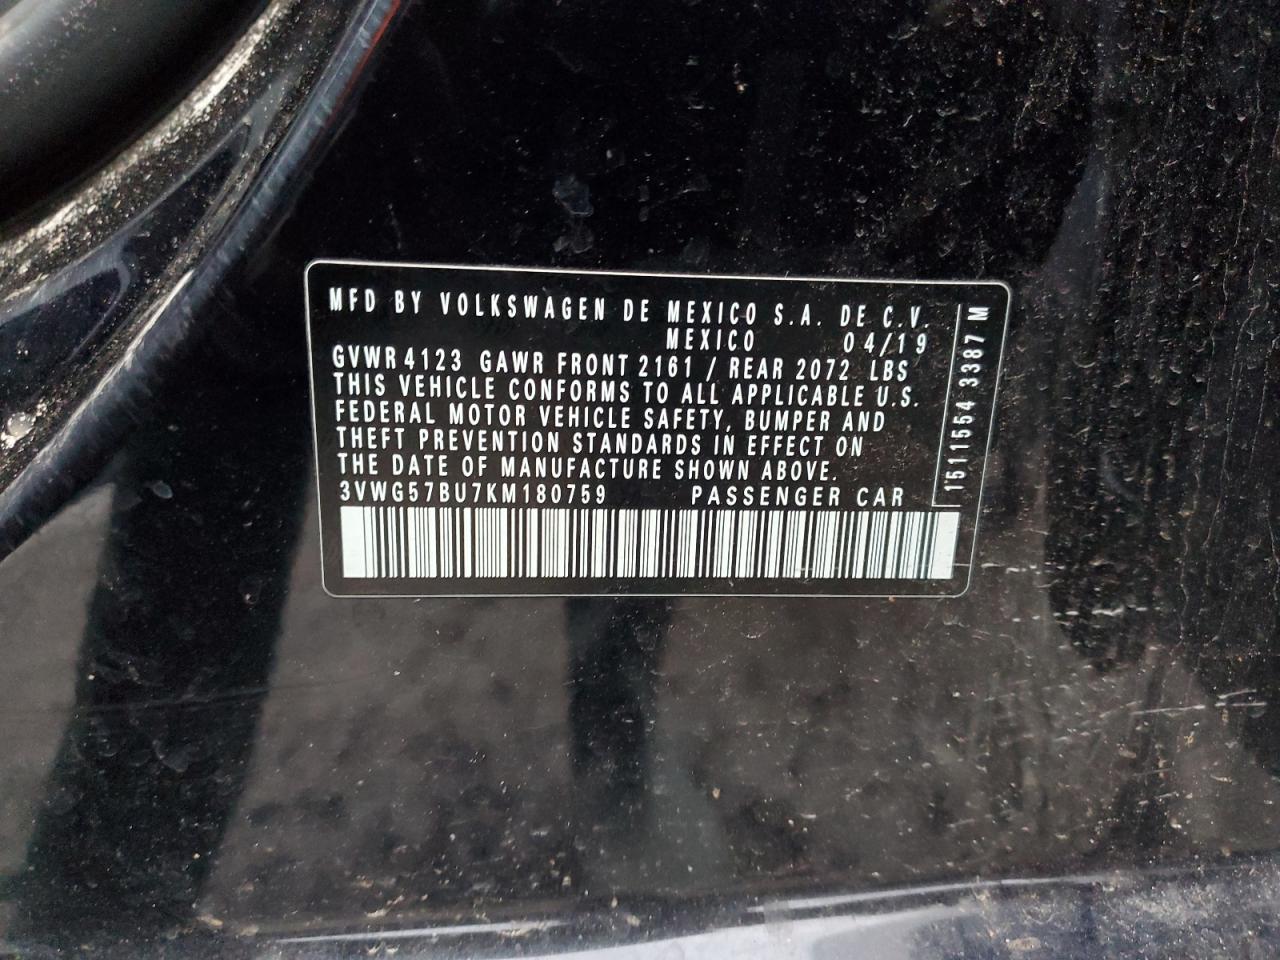 MFD BY VOLKSWAGEN DE MEXICO S.A. DE C.V.
MEXICO 04/19
GVWR 4123 GAWR FRONT 2161 / REAR 2072 LBS
THIS VEHICLE CONFORMS TO ALL APPLICABLE U.S.
FEDERAL MOTOR VEHICLE SAFETY, BUMPER AND
THEFT PREVENTION STANDARDS IN EFFECT ON
THE DATE OF MANUFACTURE SHOWN ABOVE.
3VWG57BU7KM180759 PASSENGER CAR
1511554 3387 M